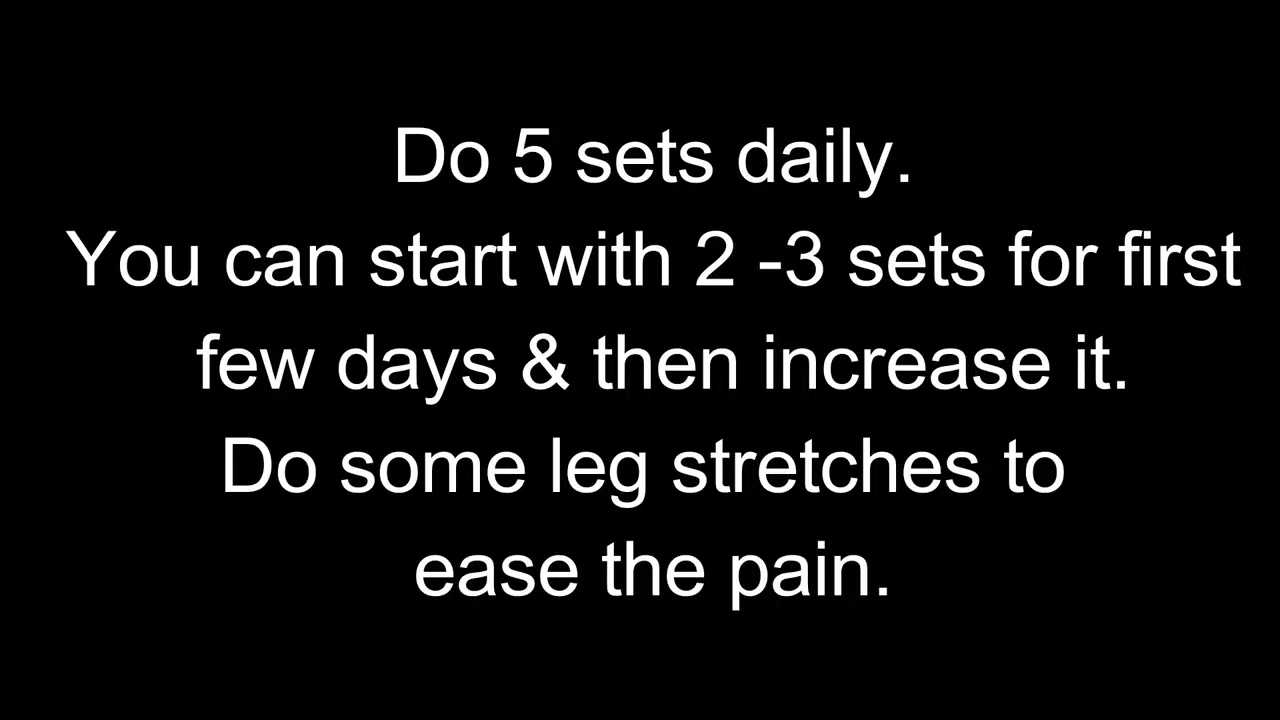 Do 5 sets daily.
You can start with 2 -3 sets for first
few days & then increase it.
Do some leg stretches to
ease the pain.